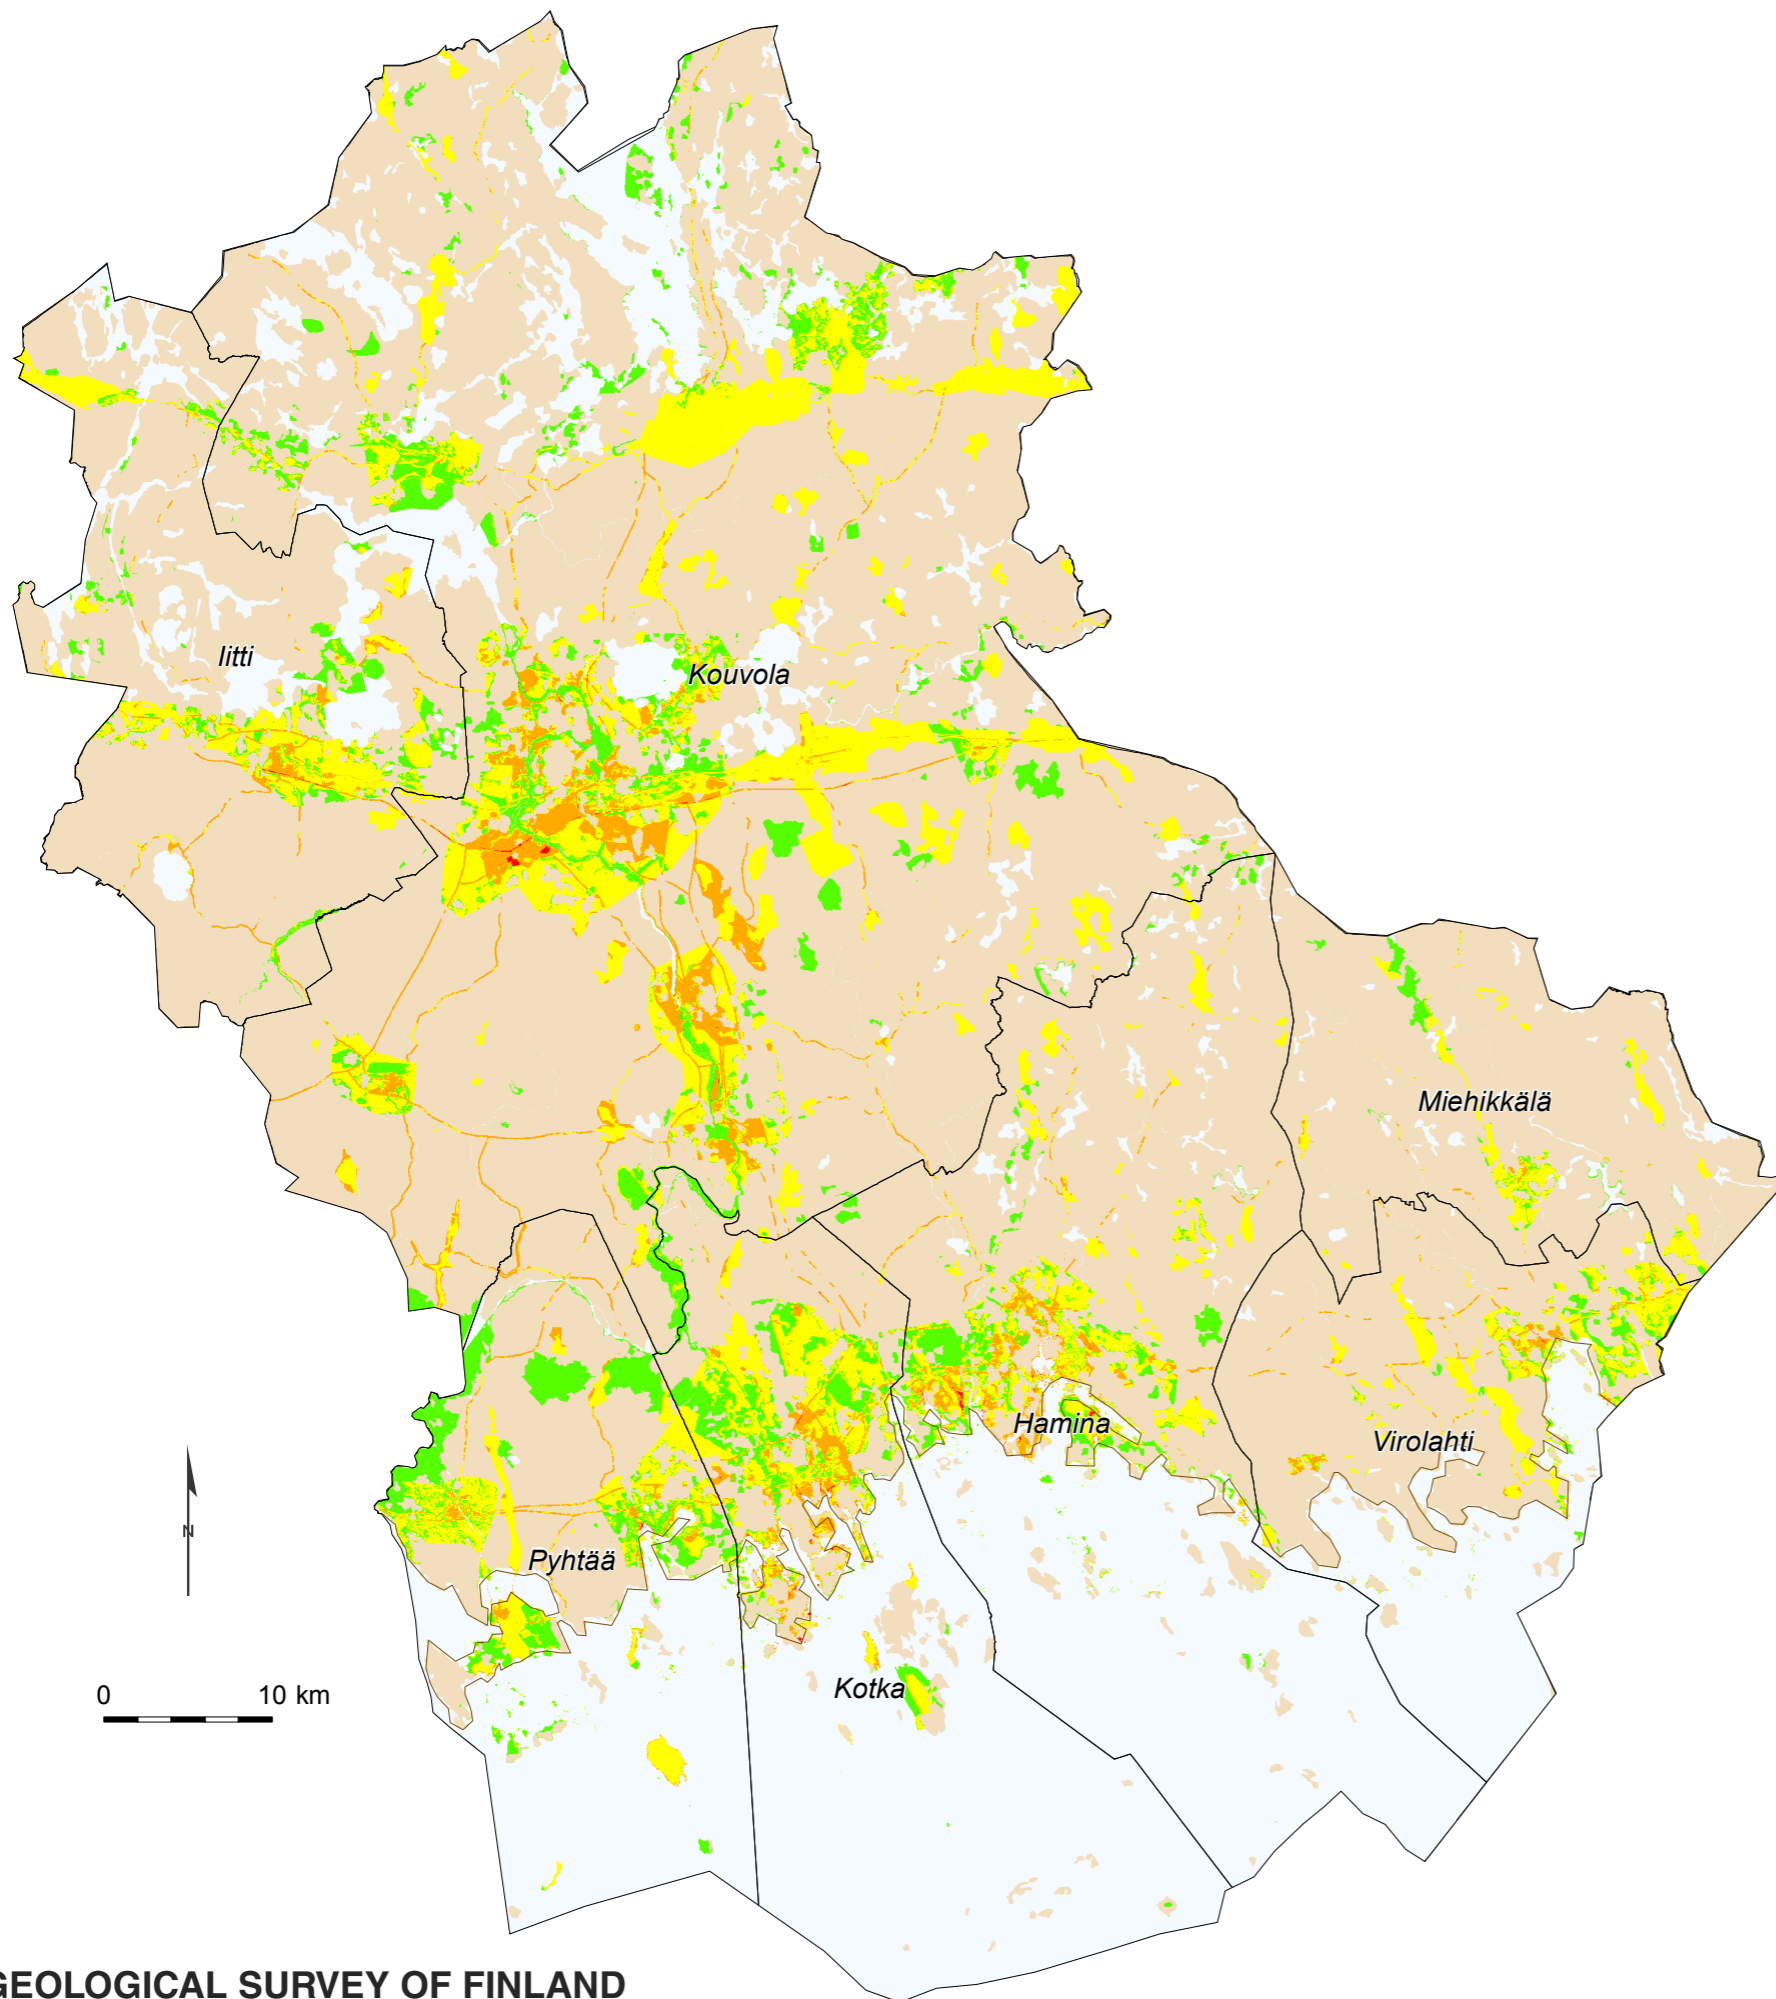 Iitti
Kouvola
Miehikkälä
Hamina
Virolahti
N
Pyhtää
Kotka
0 10 km
GEOLOGICAL SURVEY OF FINLAND